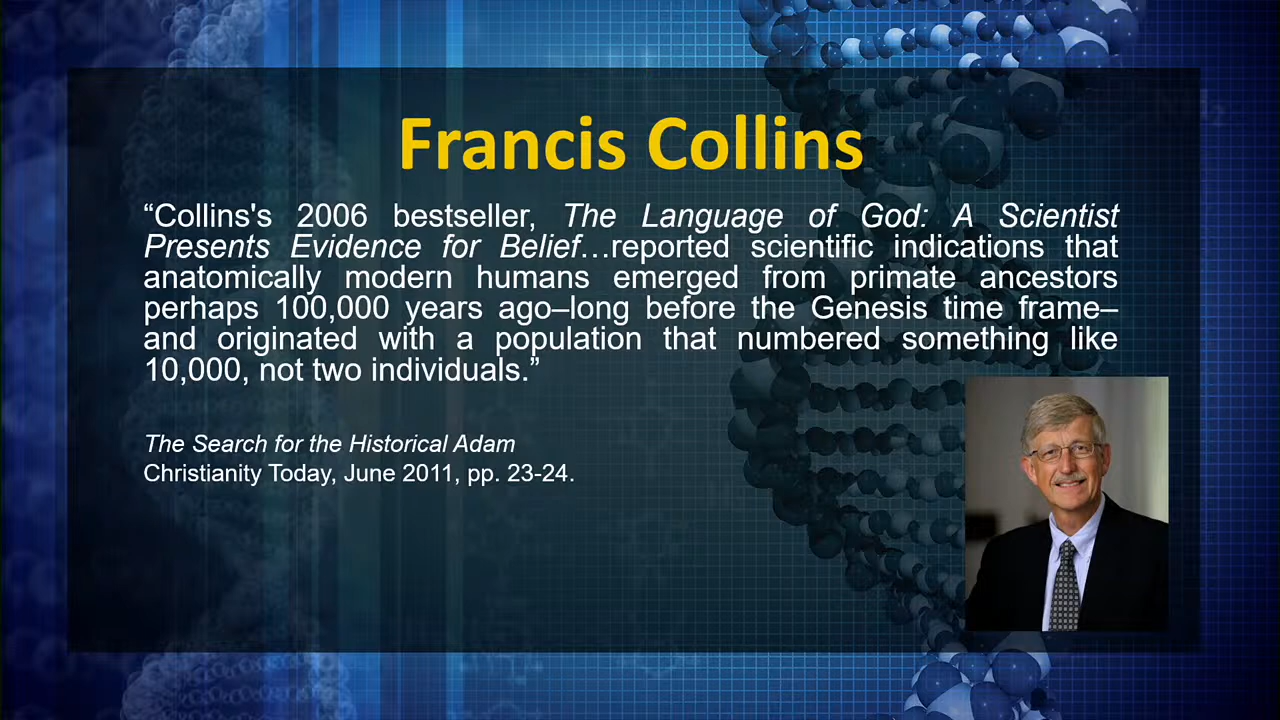 Francis Collins
“Collins's 2006 bestseller, The Language of God: A Scientist
Presents Evidence for Belief…reported scientific indications that
anatomically modern humans emerged from primate ancestors
perhaps 100,000 years ago–long before the Genesis time frame–
and originated with a population that numbered something like
10,000, not two individuals.”
The Search for the Historical Adam
Christianity Today, June 2011, pp. 23-24.